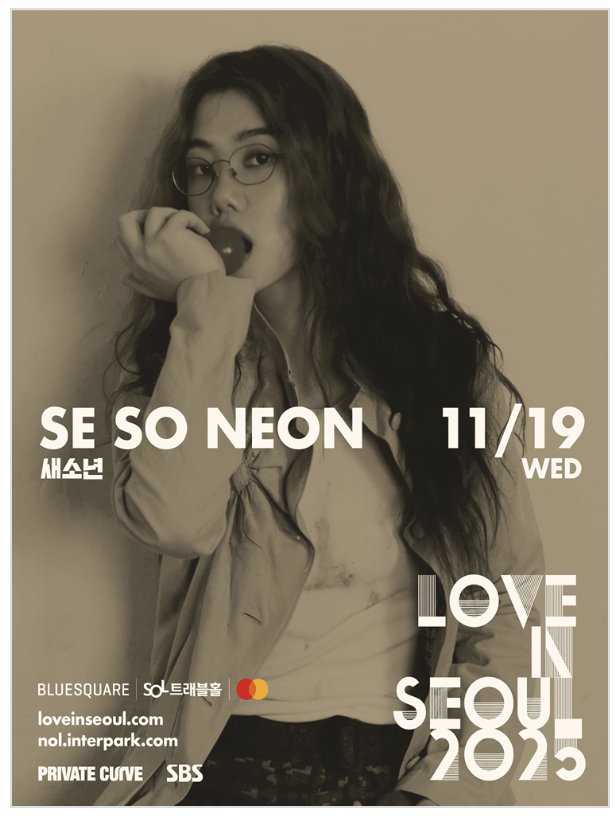 SE SO NEON 11/19
새소년 WED
LOVE
IN
SEOUL
2025
BLUESQUARE SOL트래블홀
loveinseoul.com
nol.interpark.com
PRIVATE CURVE SBS